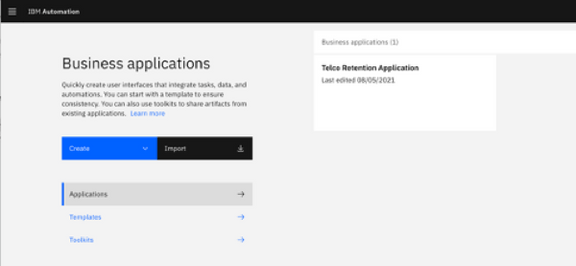 IBM Automation
Business applications
Quickly create user interfaces that integrate tasks, data, and
automations. You can start with a template to ensure
consistency. You can also use toolkits to share artifacts from
existing applications. Learn more
Create
Import
Applications
Templates
Toolkits
Business applications (1)
Telco Retention Application
Last edited 08/05/2021